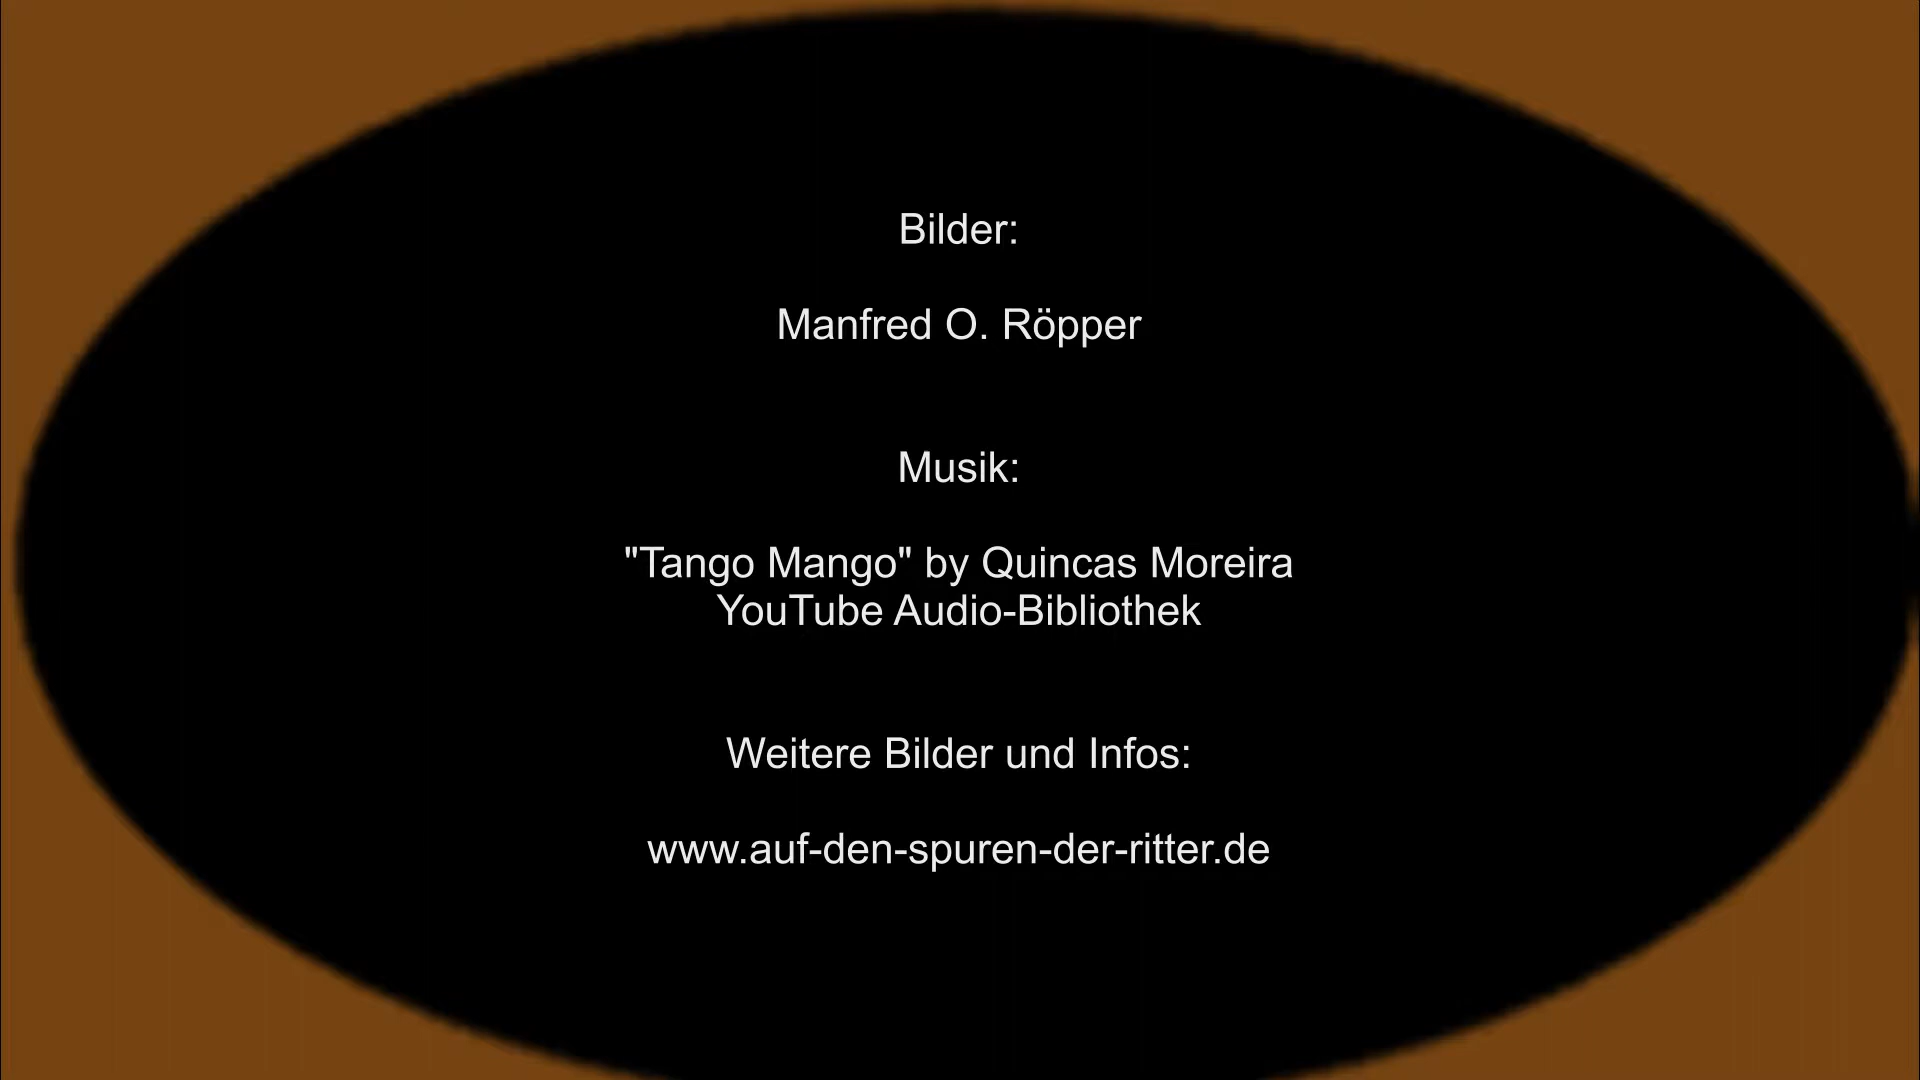 Bilder:
Manfred O. Röpper
Musik:
"Tango Mango" by Quincas Moreira
YouTube Audio-Bibliothek
Weitere Bilder und Infos:
www.auf-den-spuren-der-ritter.de